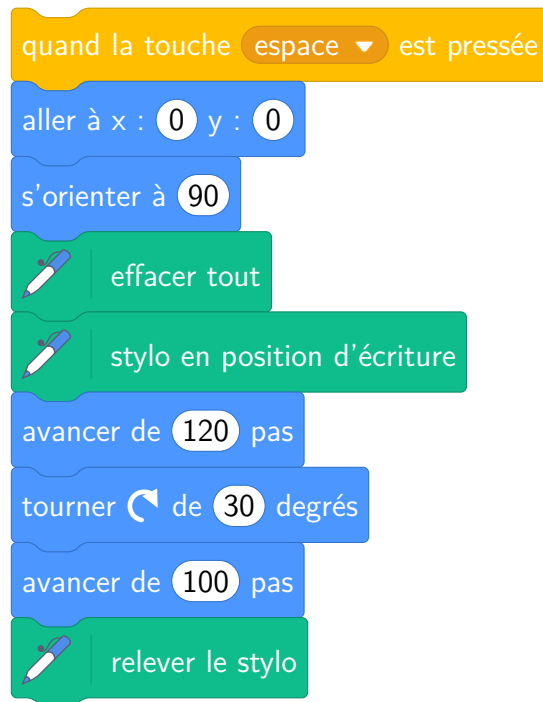 quand la touche espace est pressée
aller à x : 0 y : 0
s'orienter à 90
effacer tout
stylo en position d'écriture
avancer de 120 pas
tourner de 30 degrés
avancer de 100 pas
relever le stylo